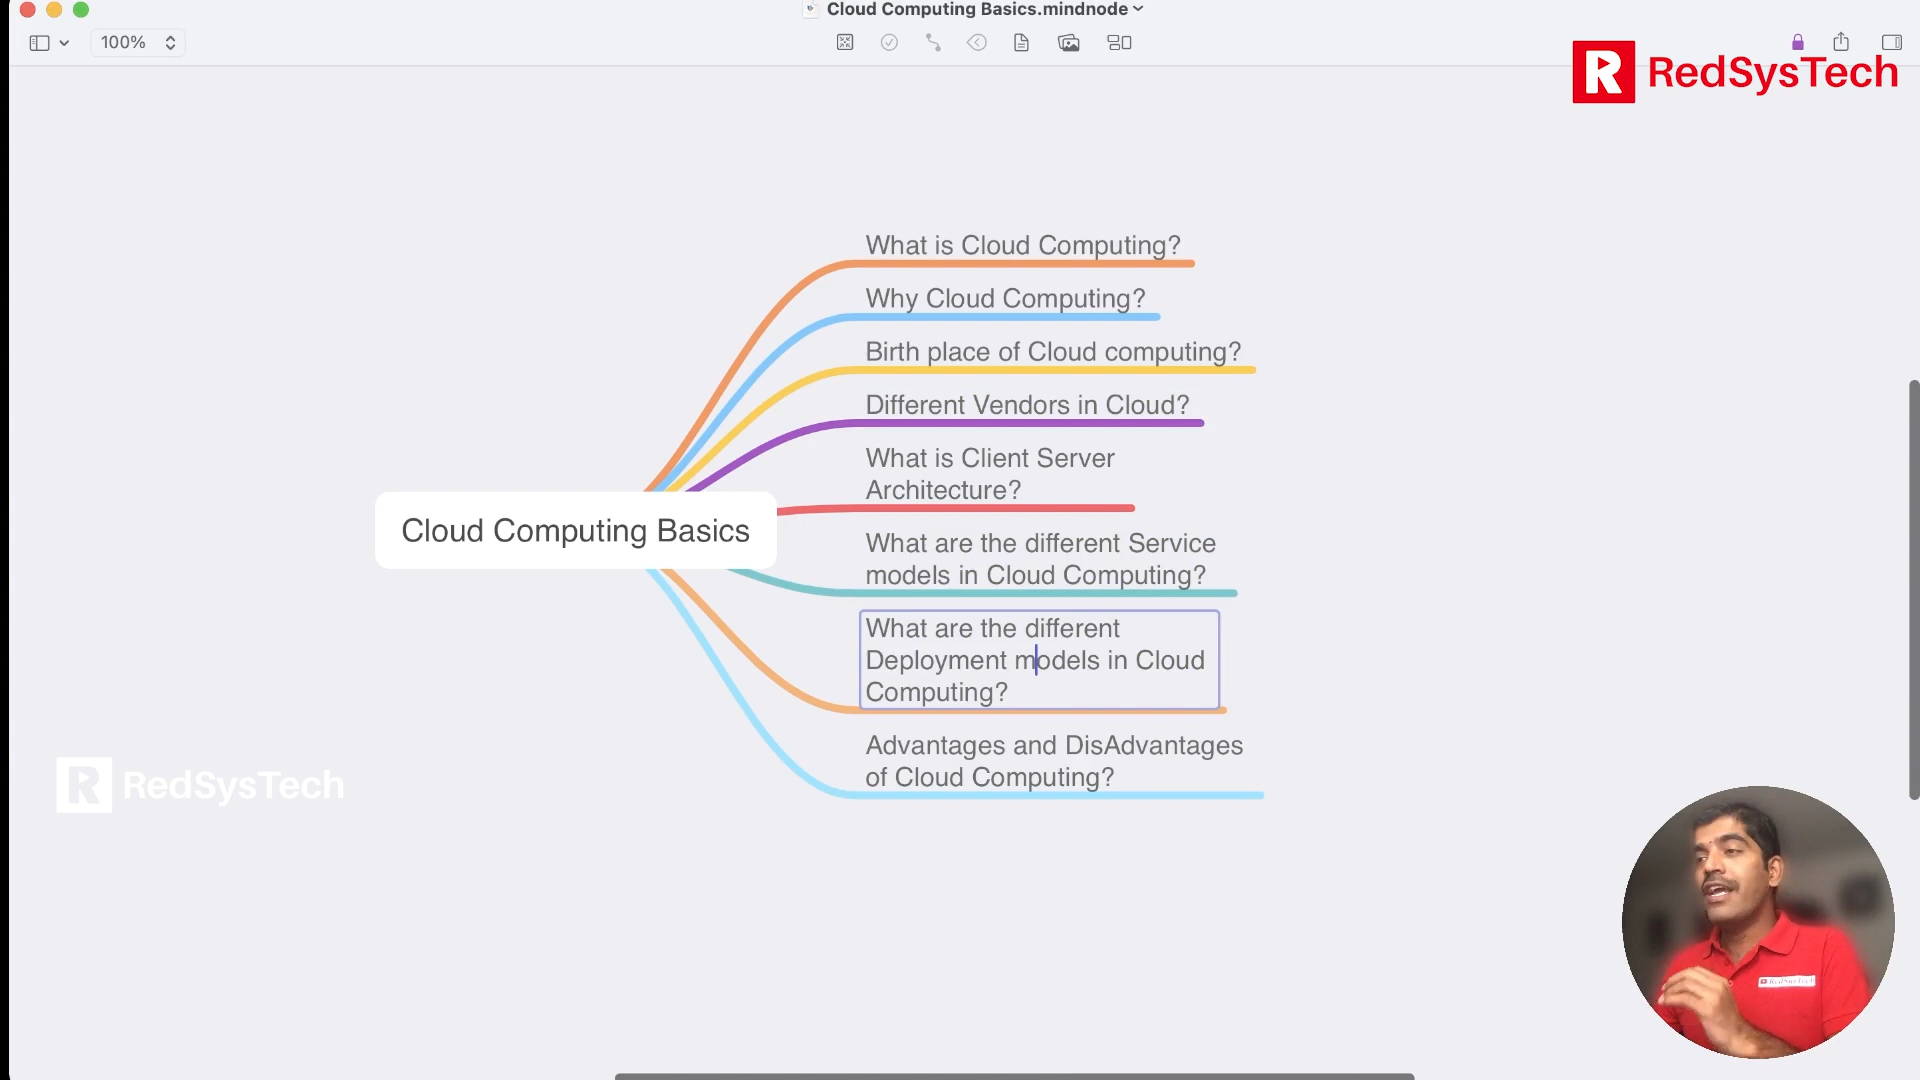 Cloud Computing Basics.mindnode
100%
RedSysTech
What is Cloud Computing?
Why Cloud Computing?
Birth place of Cloud computing?
Different Vendors in Cloud?
What is Client Server
Architecture?
Cloud Computing Basics
What are the different Service
models in Cloud Computing?
What are the different
Deployment models in Cloud
Computing?
Advantages and DisAdvantages
of Cloud Computing?
RedSysTech
RedSysTech